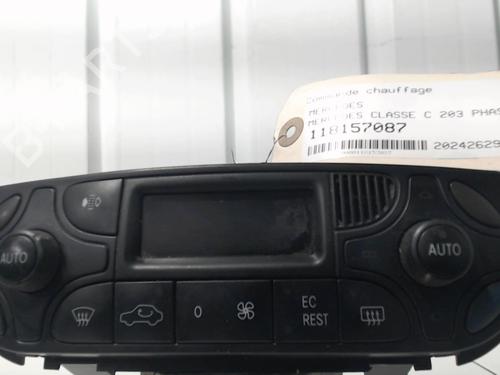 Commande chauffage
MERCEDES
MERCEDES CLASSE C 203 PHAS
118157087
20242629
AUTO
AUTO
0
EC
REST